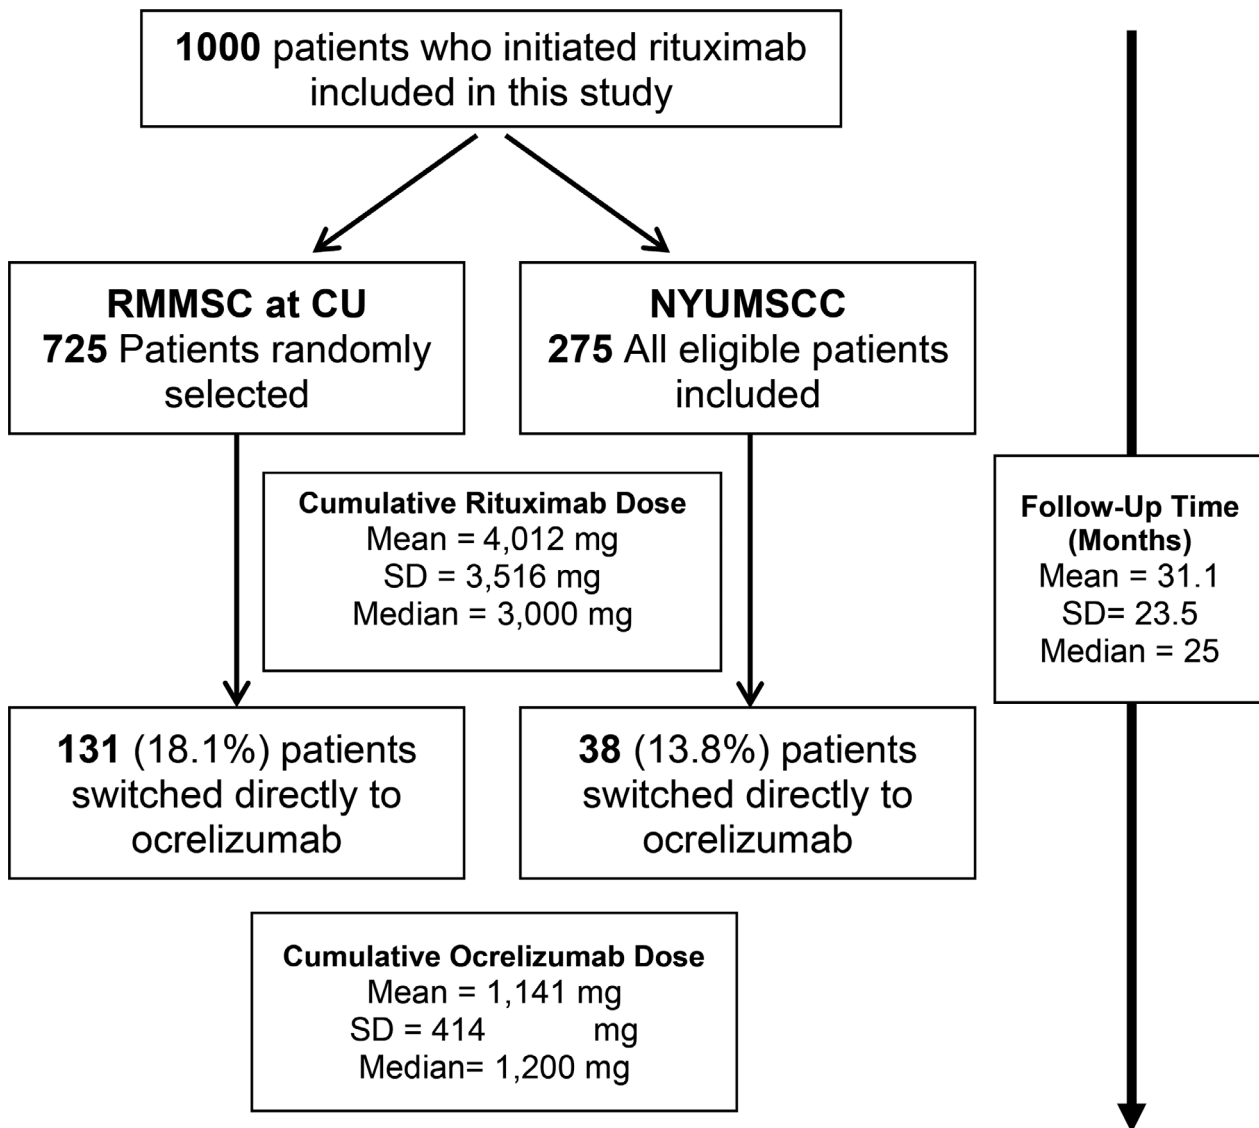 1000 patients who initiated rituximab
included in this study
RMMSC at CU
725 Patients randomly
selected
NYUMSCC
275 All eligible patients
included
Cumulative Rituximab Dose
Mean = 4,012 mg
SD = 3,516 mg
Median = 3,000 mg
Follow-Up Time
(Months)
Mean = 31.1
SD= 23.5
Median = 25
131 (18.1%) patients
switched directly to
ocrelizumab
38 (13.8%) patients
switched directly to
ocrelizumab
Cumulative Ocrelizumab Dose
Mean = 1,141 mg
SD = 414 mg
Median= 1,200 mg